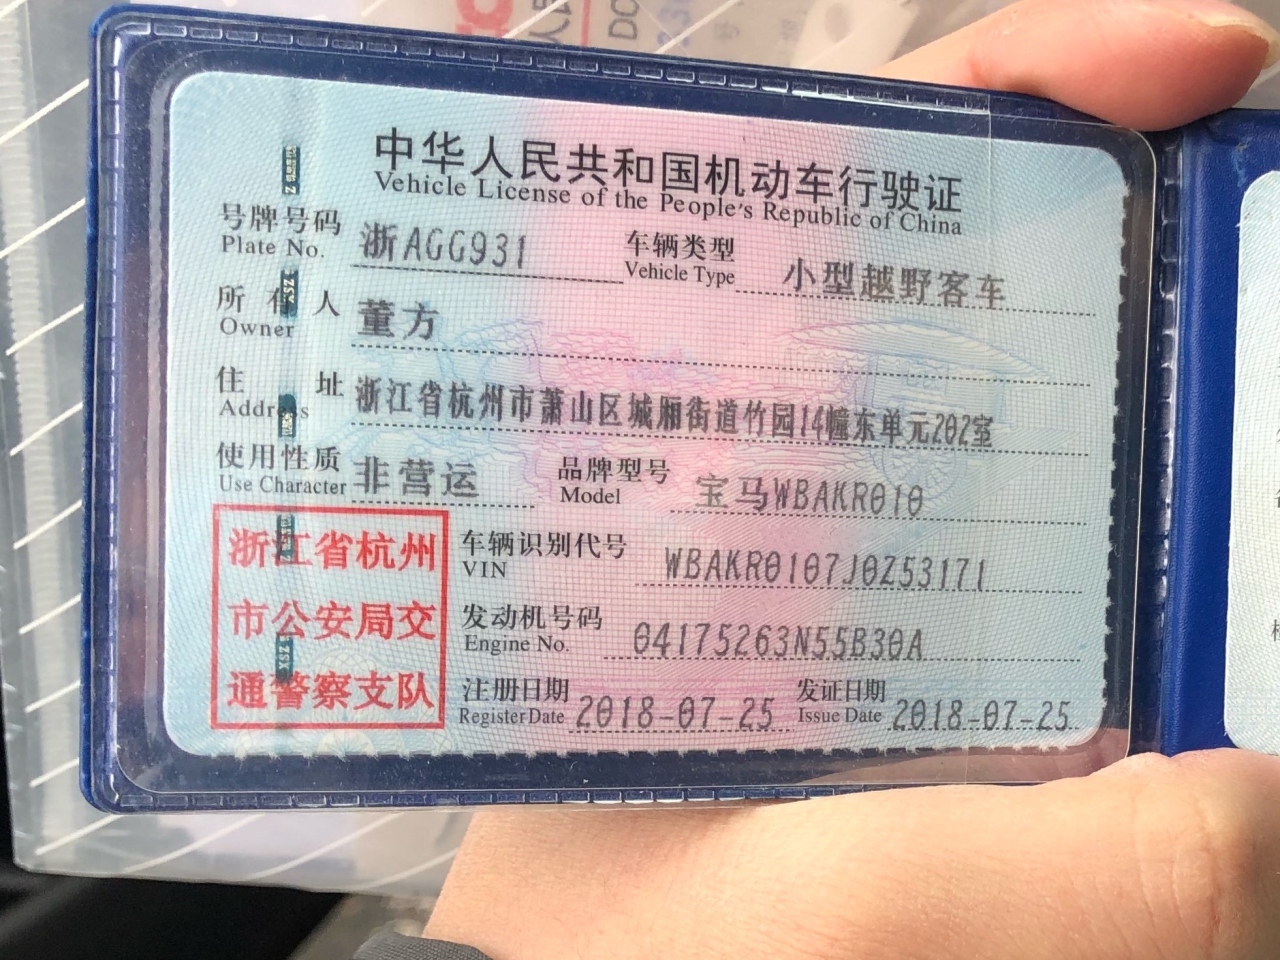 中华人民共和国机动车行驶证
Vehicle License of the People's Republic of China
号牌号码 浙AGG931 车辆类型 小型越野客车
Plate No. Vehicle Type
所有人 董方
Owner
住址 浙江省杭州市萧山区城厢街道竹园14幢东单元202室
Address
使用性质 非营运 品牌型号 宝马WBAKR010
Use Character Model
浙江省杭州
市公安局交
通警察支队
车辆识别代号 WBAKR0107J0Z53171
VIN
发动机号码 04175263N55B30A
Engine No.
注册日期 2018-07-25 发证日期 2018-07-25
Register Date Issue Date